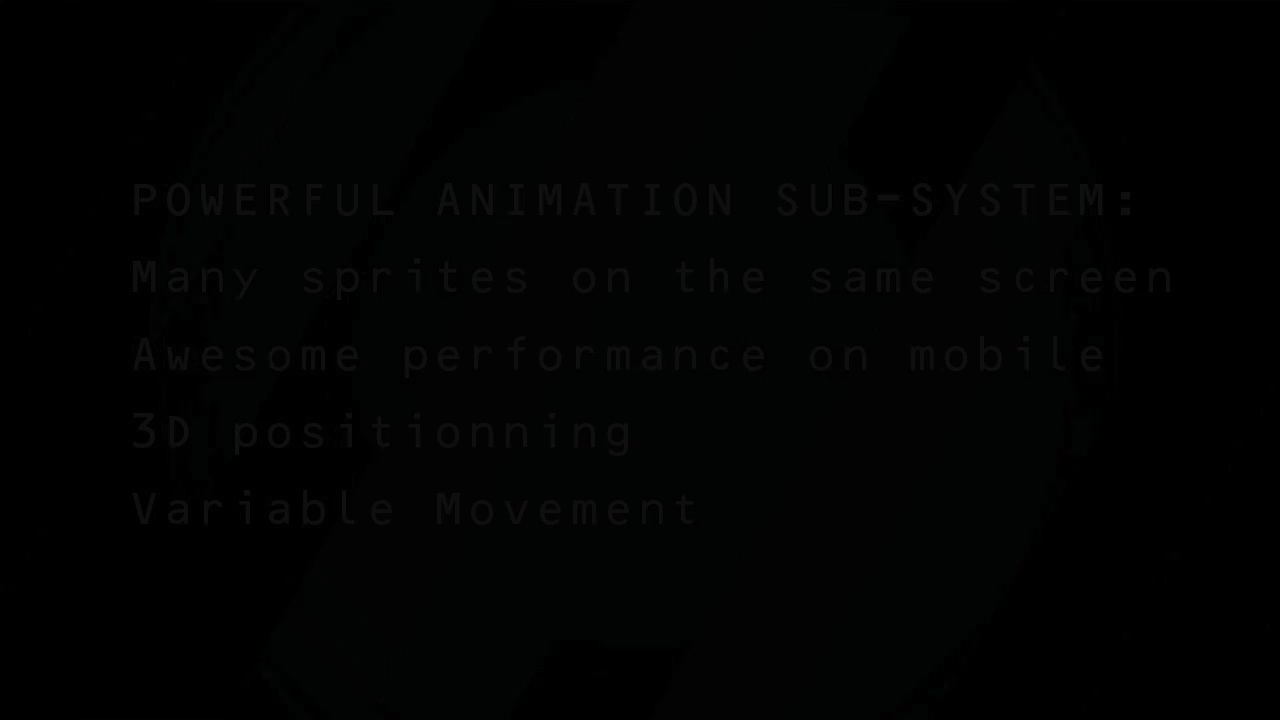 POWERFUL ANIMATION SUB-SYSTEM:
Many sprites on the same screen
Awesome performance on mobile
3D positionning
Variable Movement